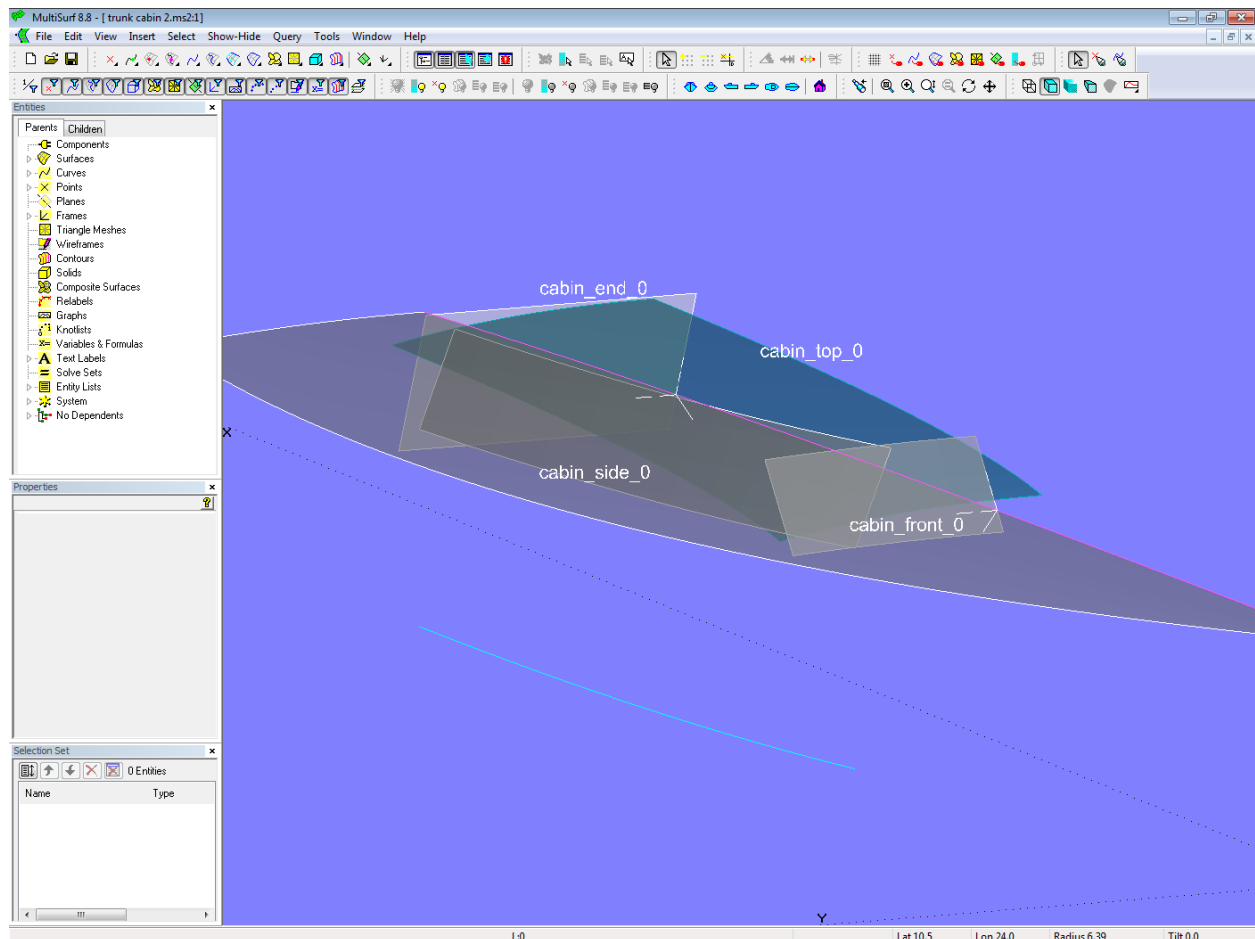 MultiSurf 8.8 - [ trunk cabin 2.ms2:1]
File Edit View Insert Select Show-Hide Query Tools Window Help
Entities
Parents Children
Components
Surfaces
Curves
Points
Planes
Frames
Triangle Meshes
Wireframes
Contours
Solids
Composite Surfaces
Relabels
Graphs
Knotlists
Variables & Formulas
Text Labels
Solve Sets
Entity Lists
System
No Dependents
Properties
Selection Set
0 Entities
Name Type
cabin_end_0
cabin_top_0
cabin_side_0
cabin_front_0
X
Y
L:0 Lat 10.5 Lon 24.0 Radius 6.39 Tilt 0.0